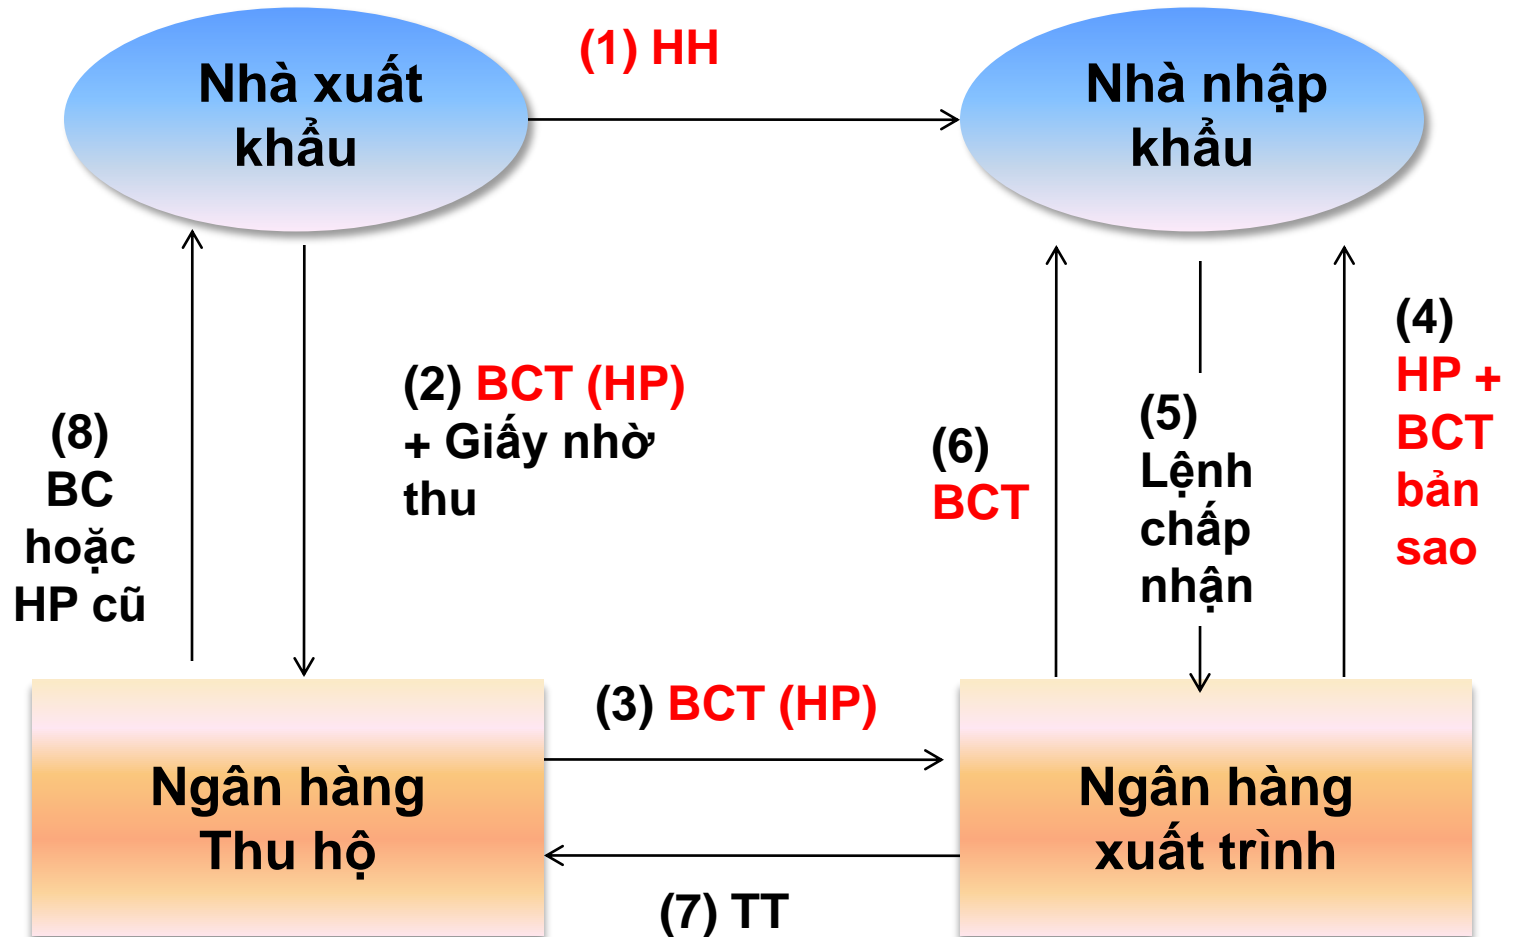 (1) HH
Nhà xuất
khẩu
Nhà nhập
khẩu
(2) BCT (HP)
+ Giấy nhờ
thu
(8)
BC
hoặc
HP cũ
(6)
BCT
(5)
Lệnh
chấp
nhận
(4)
HP +
BCT
bản
sao
(3) BCT (HP)
Ngân hàng
Thu hộ
Ngân hàng
xuất trình
(7) TT